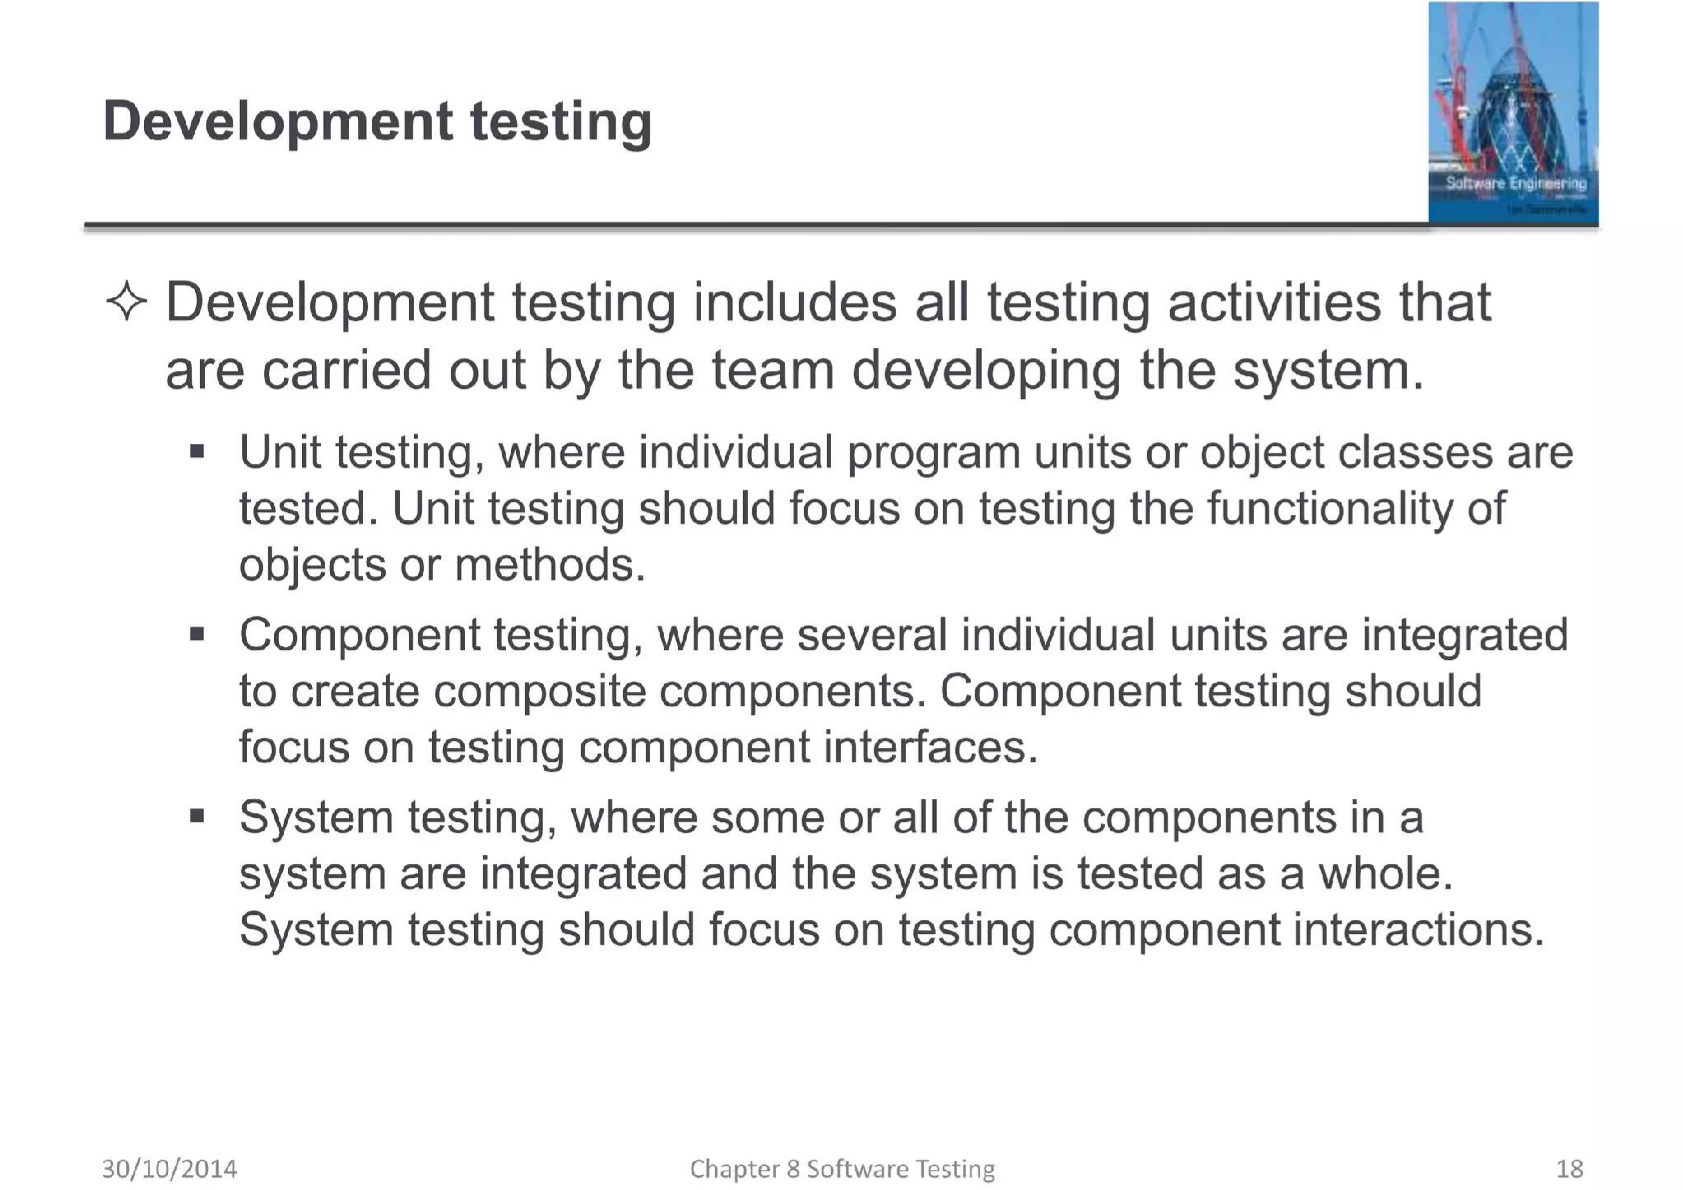 Development testing
Software Engineering
Ian Sommerville
✧ Development testing includes all testing activities that
are carried out by the team developing the system.
▪ Unit testing, where individual program units or object classes are
tested. Unit testing should focus on testing the functionality of
objects or methods.
▪ Component testing, where several individual units are integrated
to create composite components. Component testing should
focus on testing component interfaces.
▪ System testing, where some or all of the components in a
system are integrated and the system is tested as a whole.
System testing should focus on testing component interactions.
30/10/2014
Chapter 8 Software Testing
18